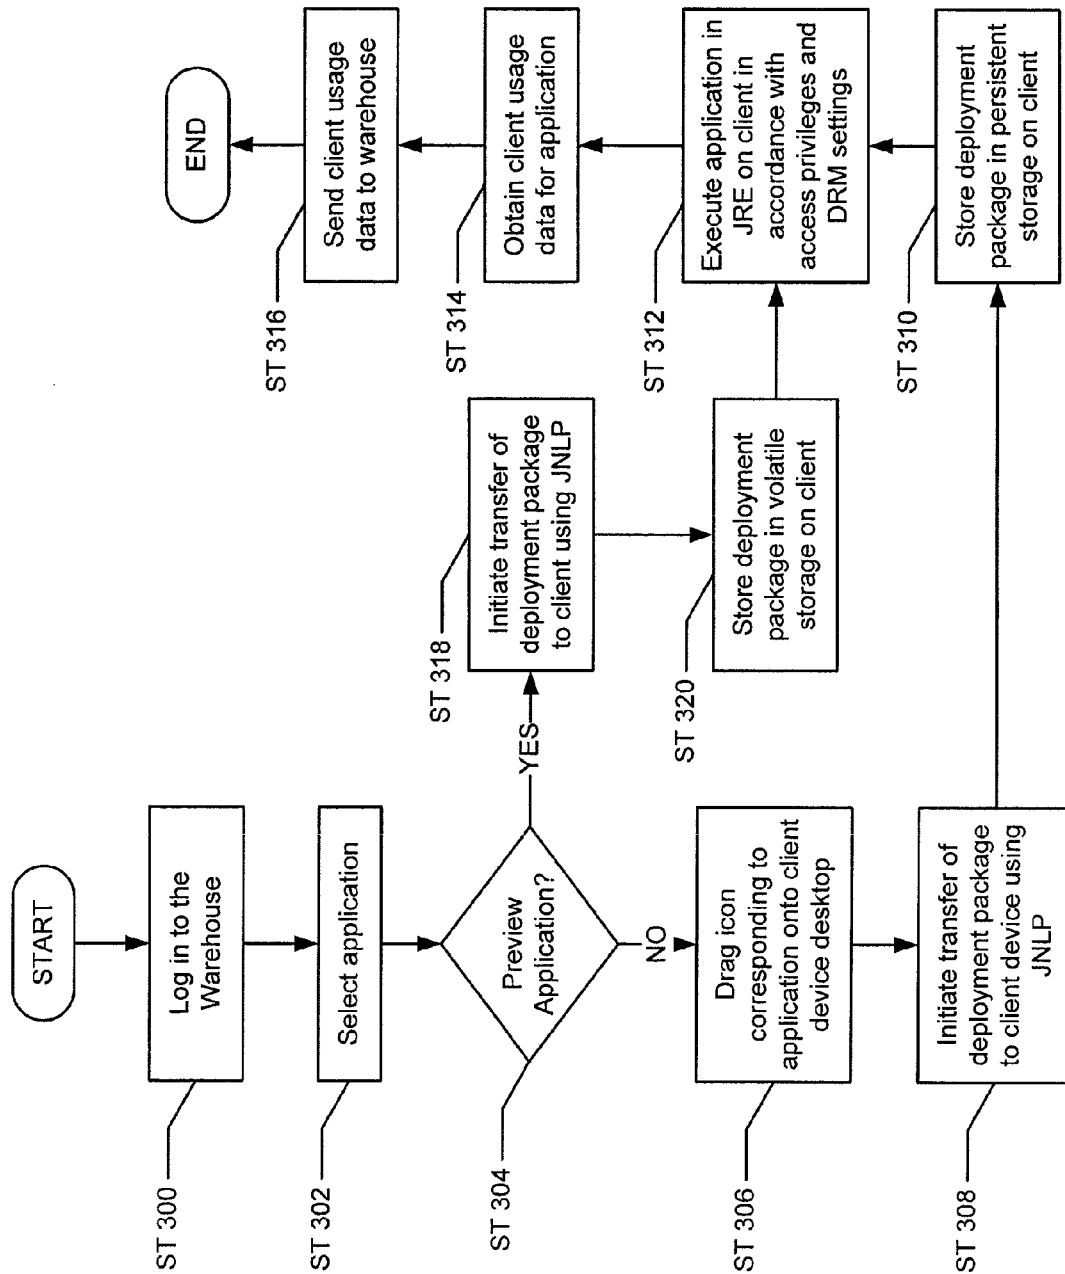 START
Log in to the
Warehouse
ST 300
Select application
ST 302
Preview
Application?
ST 304
YES
NO
Drag icon
corresponding to
application onto client
device desktop
ST 306
Initiate transfer of
deployment package
to client device using
JNLP
ST 308
Initiate transfer of
deployment package
to client using JNLP
ST 318
Store deployment
package in volatile
storage on client
ST 320
Store deployment
package in persistent
storage on client
ST 310
Execute application in
JRE on client in
accordance with
access privileges and
DRM settings
ST 312
Obtain client usage
data for application
ST 314
Send client usage
data to warehouse
ST 316
END